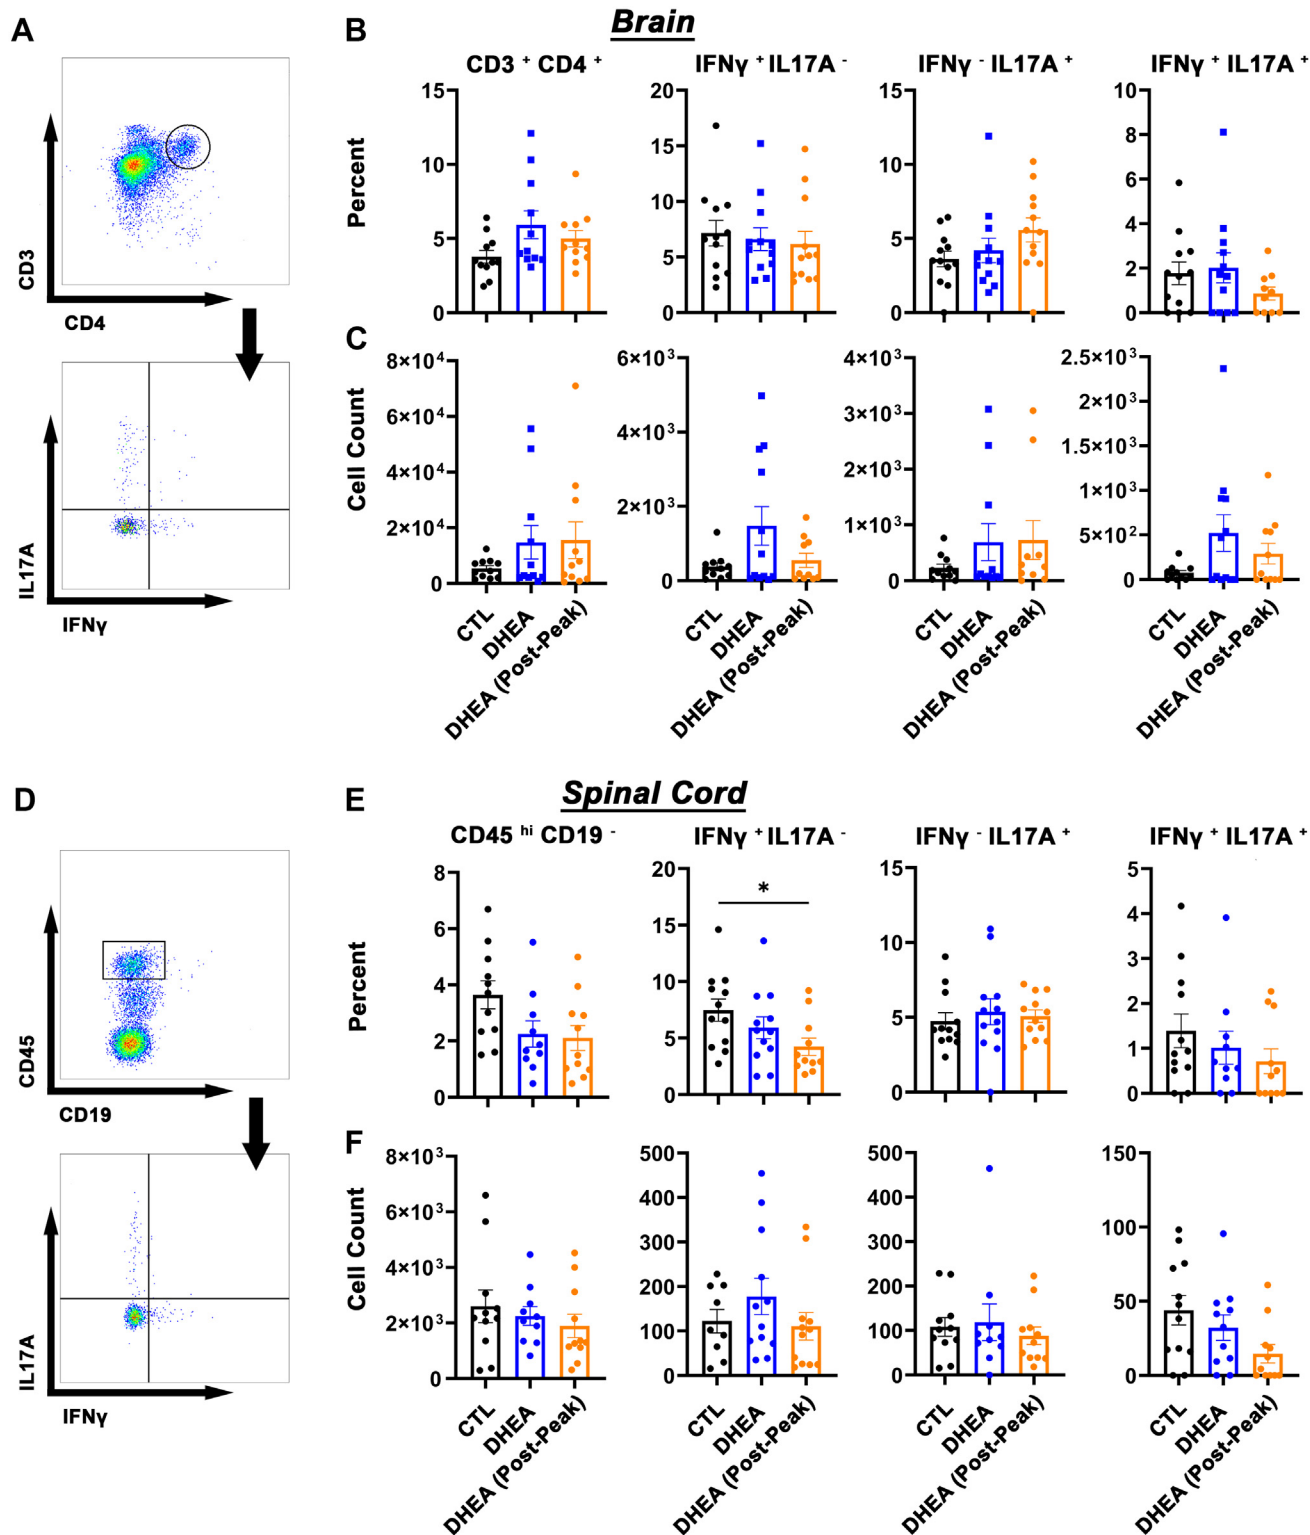 A
CD3
CD4
IL17A
IFNγ
Brain
B
CD3 + CD4 +
IFNγ + IL17A -
IFNγ - IL17A +
IFNγ + IL17A +
Percent
15
10
5
0
20
15
10
5
0
15
10
5
0
10
8
6
4
2
0
C
Cell Count
8×10⁴
6×10⁴
4×10⁴
2×10⁴
0
6×10³
4×10³
2×10³
0
4×10³
3×10³
2×10³
1×10³
0
2.5×10³
2×10³
1.5×10³
1×10³
5×10²
0
CTL
DHEA
DHEA (Post-Peak)
CTL
DHEA
DHEA (Post-Peak)
CTL
DHEA
DHEA (Post-Peak)
CTL
DHEA
DHEA (Post-Peak)
D
CD45
CD19
IL17A
IFNγ
Spinal Cord
E
CD45 hi CD19 -
IFNγ + IL17A -
IFNγ - IL17A +
IFNγ + IL17A +
Percent
8
6
4
2
0
20
15
10
5
0
*
15
10
5
0
5
4
3
2
1
0
F
Cell Count
8×10³
6×10³
4×10³
2×10³
0
500
400
300
200
100
0
500
400
300
200
100
0
150
100
50
0
CTL
DHEA
DHEA (Post-Peak)
CTL
DHEA
DHEA (Post-Peak)
CTL
DHEA
DHEA (Post-Peak)
CTL
DHEA
DHEA (Post-Peak)